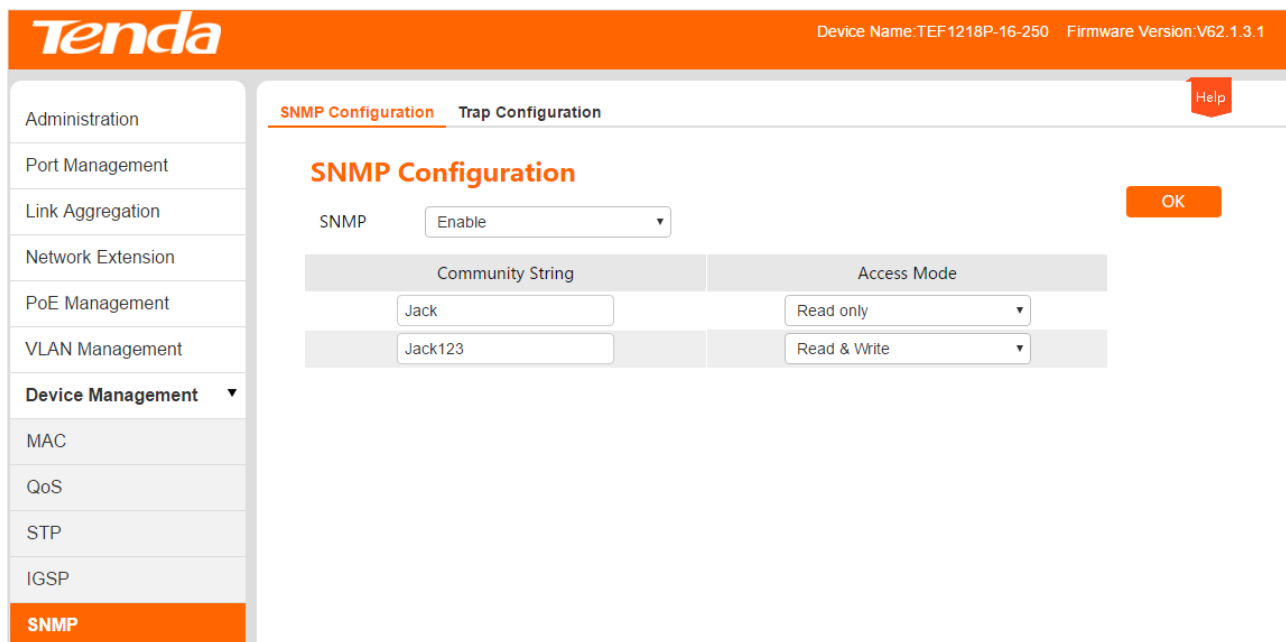 Tenda
Device Name:TEF1218P-16-250 Firmware Version:V62.1.3.1
Administration
Port Management
Link Aggregation
Network Extension
PoE Management
VLAN Management
Device Management
MAC
QoS
STP
IGSP
SNMP
SNMP Configuration Trap Configuration
Help
SNMP Configuration
OK
SNMP Enable
Community String Access Mode
Jack Read only
Jack123 Read & Write